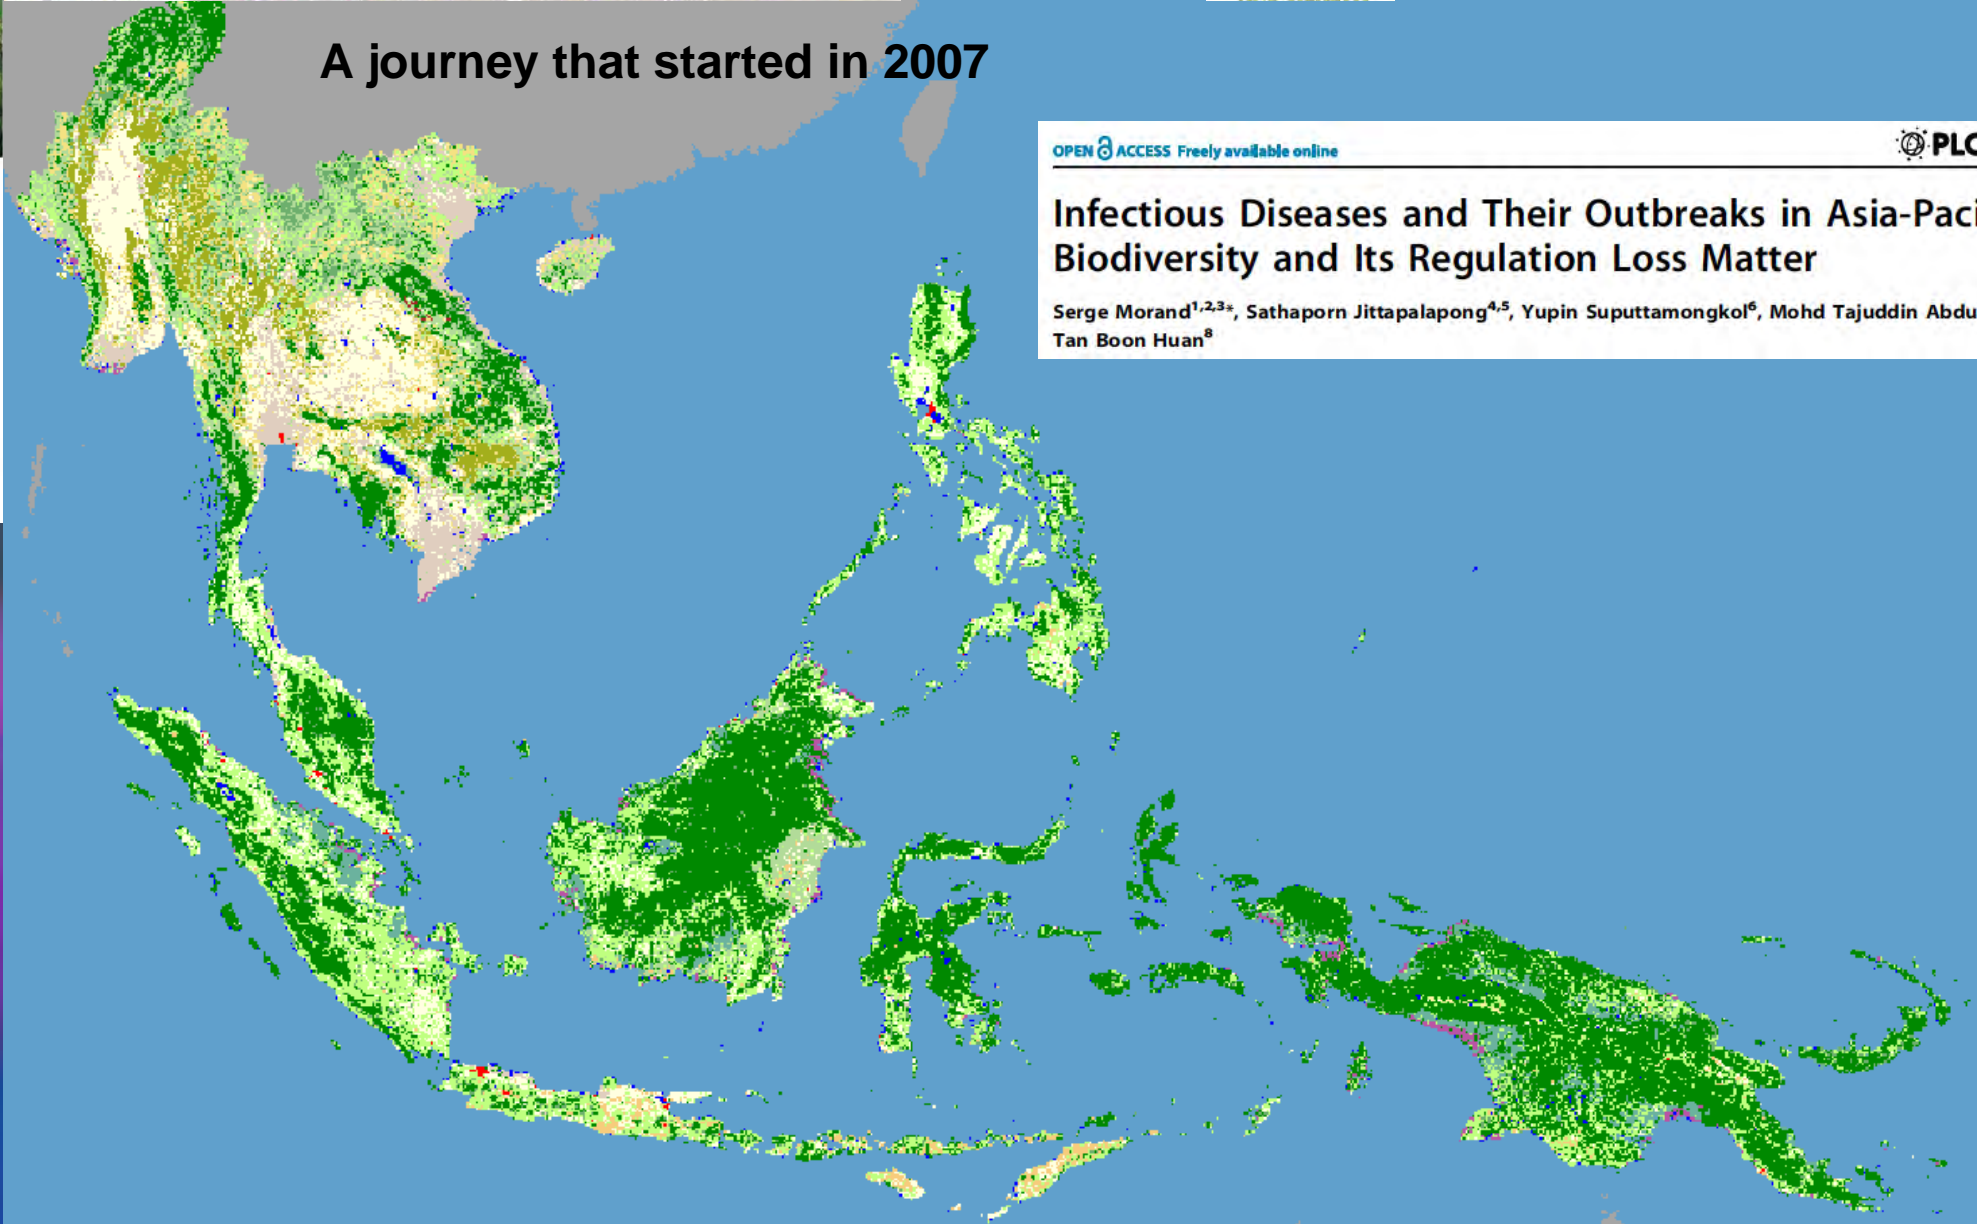 A journey that started in 2007
OPEN ACCESS Freely available online
PLO
Infectious Diseases and Their Outbreaks in Asia-Paci
Biodiversity and Its Regulation Loss Matter
Serge Morand1,2,3*, Sathaporn Jittapalapong4,5, Yupin Suputtamongkol6, Mohd Tajuddin Abdu
Tan Boon Huan8